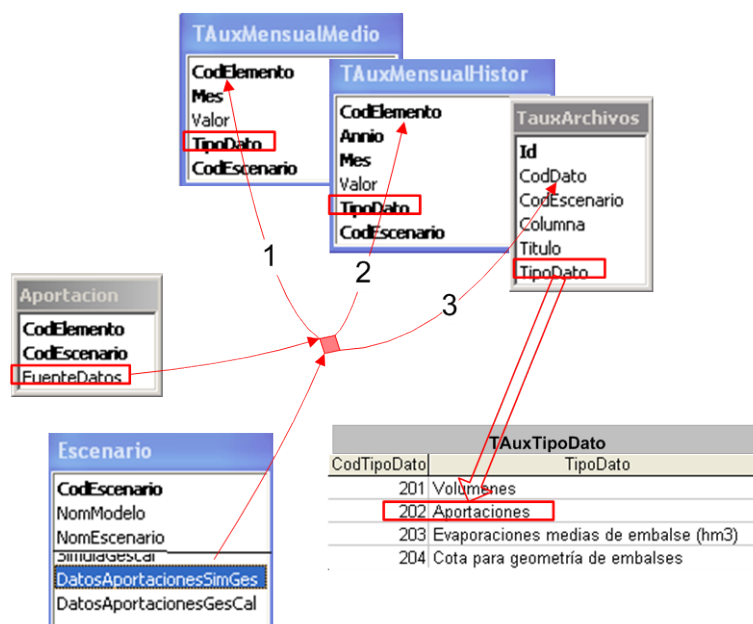 TAuxMensualMedio
CodElemento
Mes
Valor
TipoDato
CodEscenario
TAuxMensualHistor
CodElemento
Annio
Mes
Valor
TipoDato
CodEscenario
TauxArchivos
Id
CodDato
CodEscenario
Columna
Titulo
TipoDato
1
2
3
Aportacion
CodElemento
CodEscenario
FuenteDatos
Escenario
CodEscenario
NomModelo
NomEscenario
SimulaGesCal
DatosAportacionesSimGes
DatosAportacionesGesCal
TAuxTipoDato
CodTipoDato TipoDato
201 Volúmenes
202 Aportaciones
203 Evaporaciones medias de embalse (hm3)
204 Cota para geometría de embalses